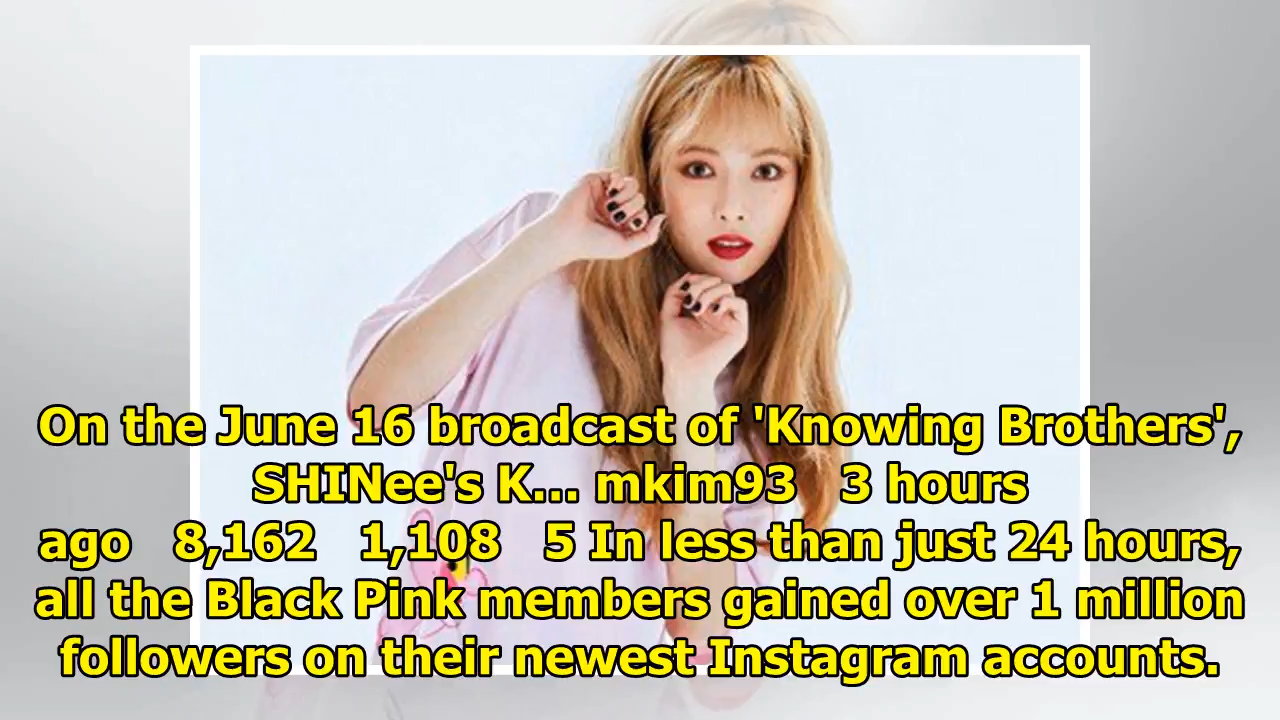 On the June 16 broadcast of 'Knowing Brothers',
SHINee's K... mkim93   3 hours
ago   8,162   1,108   5 In less than just 24 hours,
all the Black Pink members gained over 1 million
followers on their newest Instagram accounts.